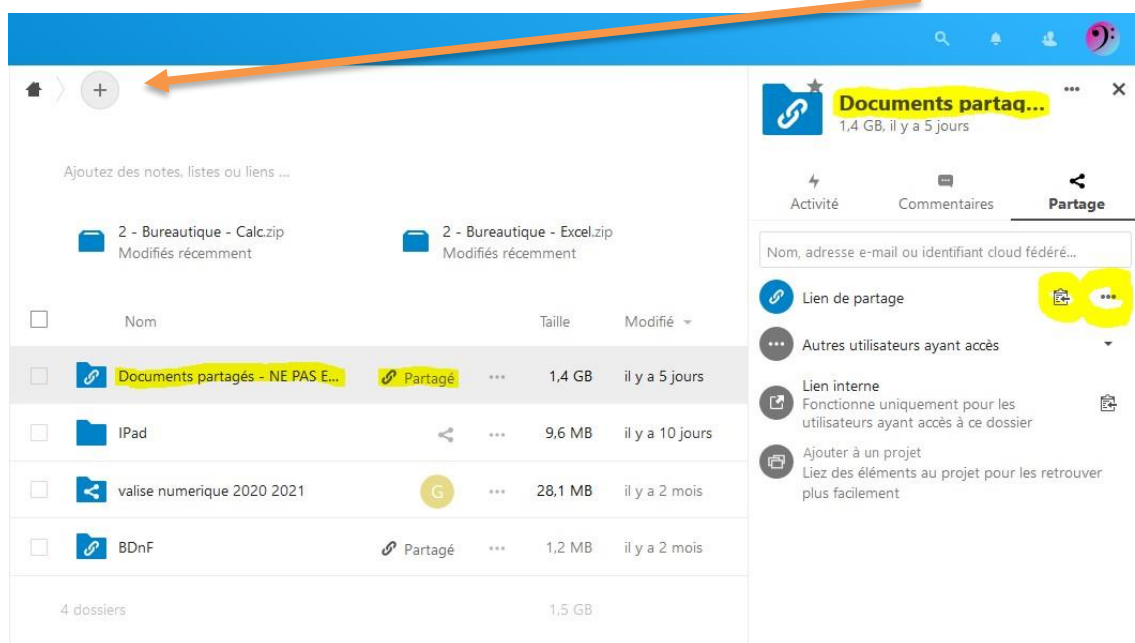 Ajoutez des notes, listes ou liens ...
2 - Bureautique - Calc.zip
Modifiés récemment
2 - Bureautique - Excel.zip
Modifiés récemment
Nom
Taille
Modifié
Documents partagés - NE PAS E...
Partagé
1,4 GB
il y a 5 jours
IPad
9,6 MB
il y a 10 jours
valise numerique 2020 2021
G
28,1 MB
il y a 2 mois
BDnF
Partagé
1,2 MB
il y a 2 mois
4 dossiers
1,5 GB
Documents partag...
1,4 GB, il y a 5 jours
Activité
Commentaires
Partage
Nom, adresse e-mail ou identifiant cloud fédéré...
Lien de partage
Autres utilisateurs ayant accès
Lien interne
Fonctionne uniquement pour les
utilisateurs ayant accès à ce dossier
Ajouter à un projet
Liez des éléments au projet pour les retrouver
plus facilement